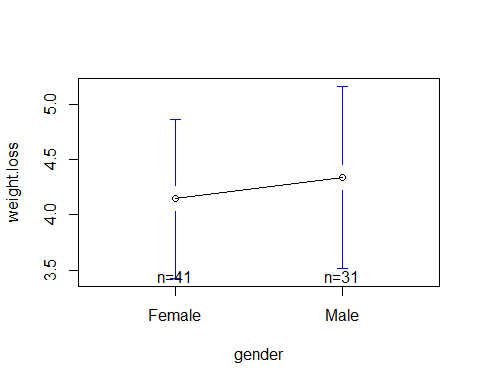 5.0
4.5
4.0
3.5
weight.loss
n=41
n=31
Female
Male
gender